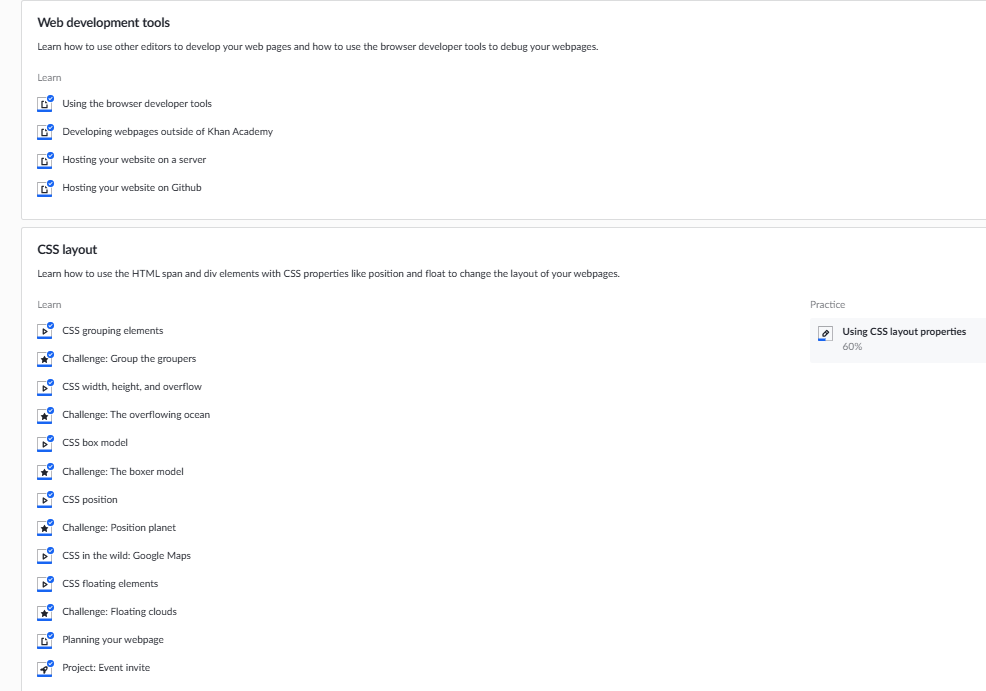 Web development tools
Learn how to use other editors to develop your web pages and how to use the browser developer tools to debug your webpages.
Learn
Using the browser developer tools
Developing webpages outside of Khan Academy
Hosting your website on a server
Hosting your website on Github
CSS layout
Learn how to use the HTML span and div elements with CSS properties like position and float to change the layout of your webpages.
Learn
CSS grouping elements
Challenge: Group the groupers
CSS width, height, and overflow
Challenge: The overflowing ocean
CSS box model
Challenge: The boxer model
CSS position
Challenge: Position planet
CSS in the wild: Google Maps
CSS floating elements
Challenge: Floating clouds
Planning your webpage
Project: Event invite
Practice
Using CSS layout properties
60%